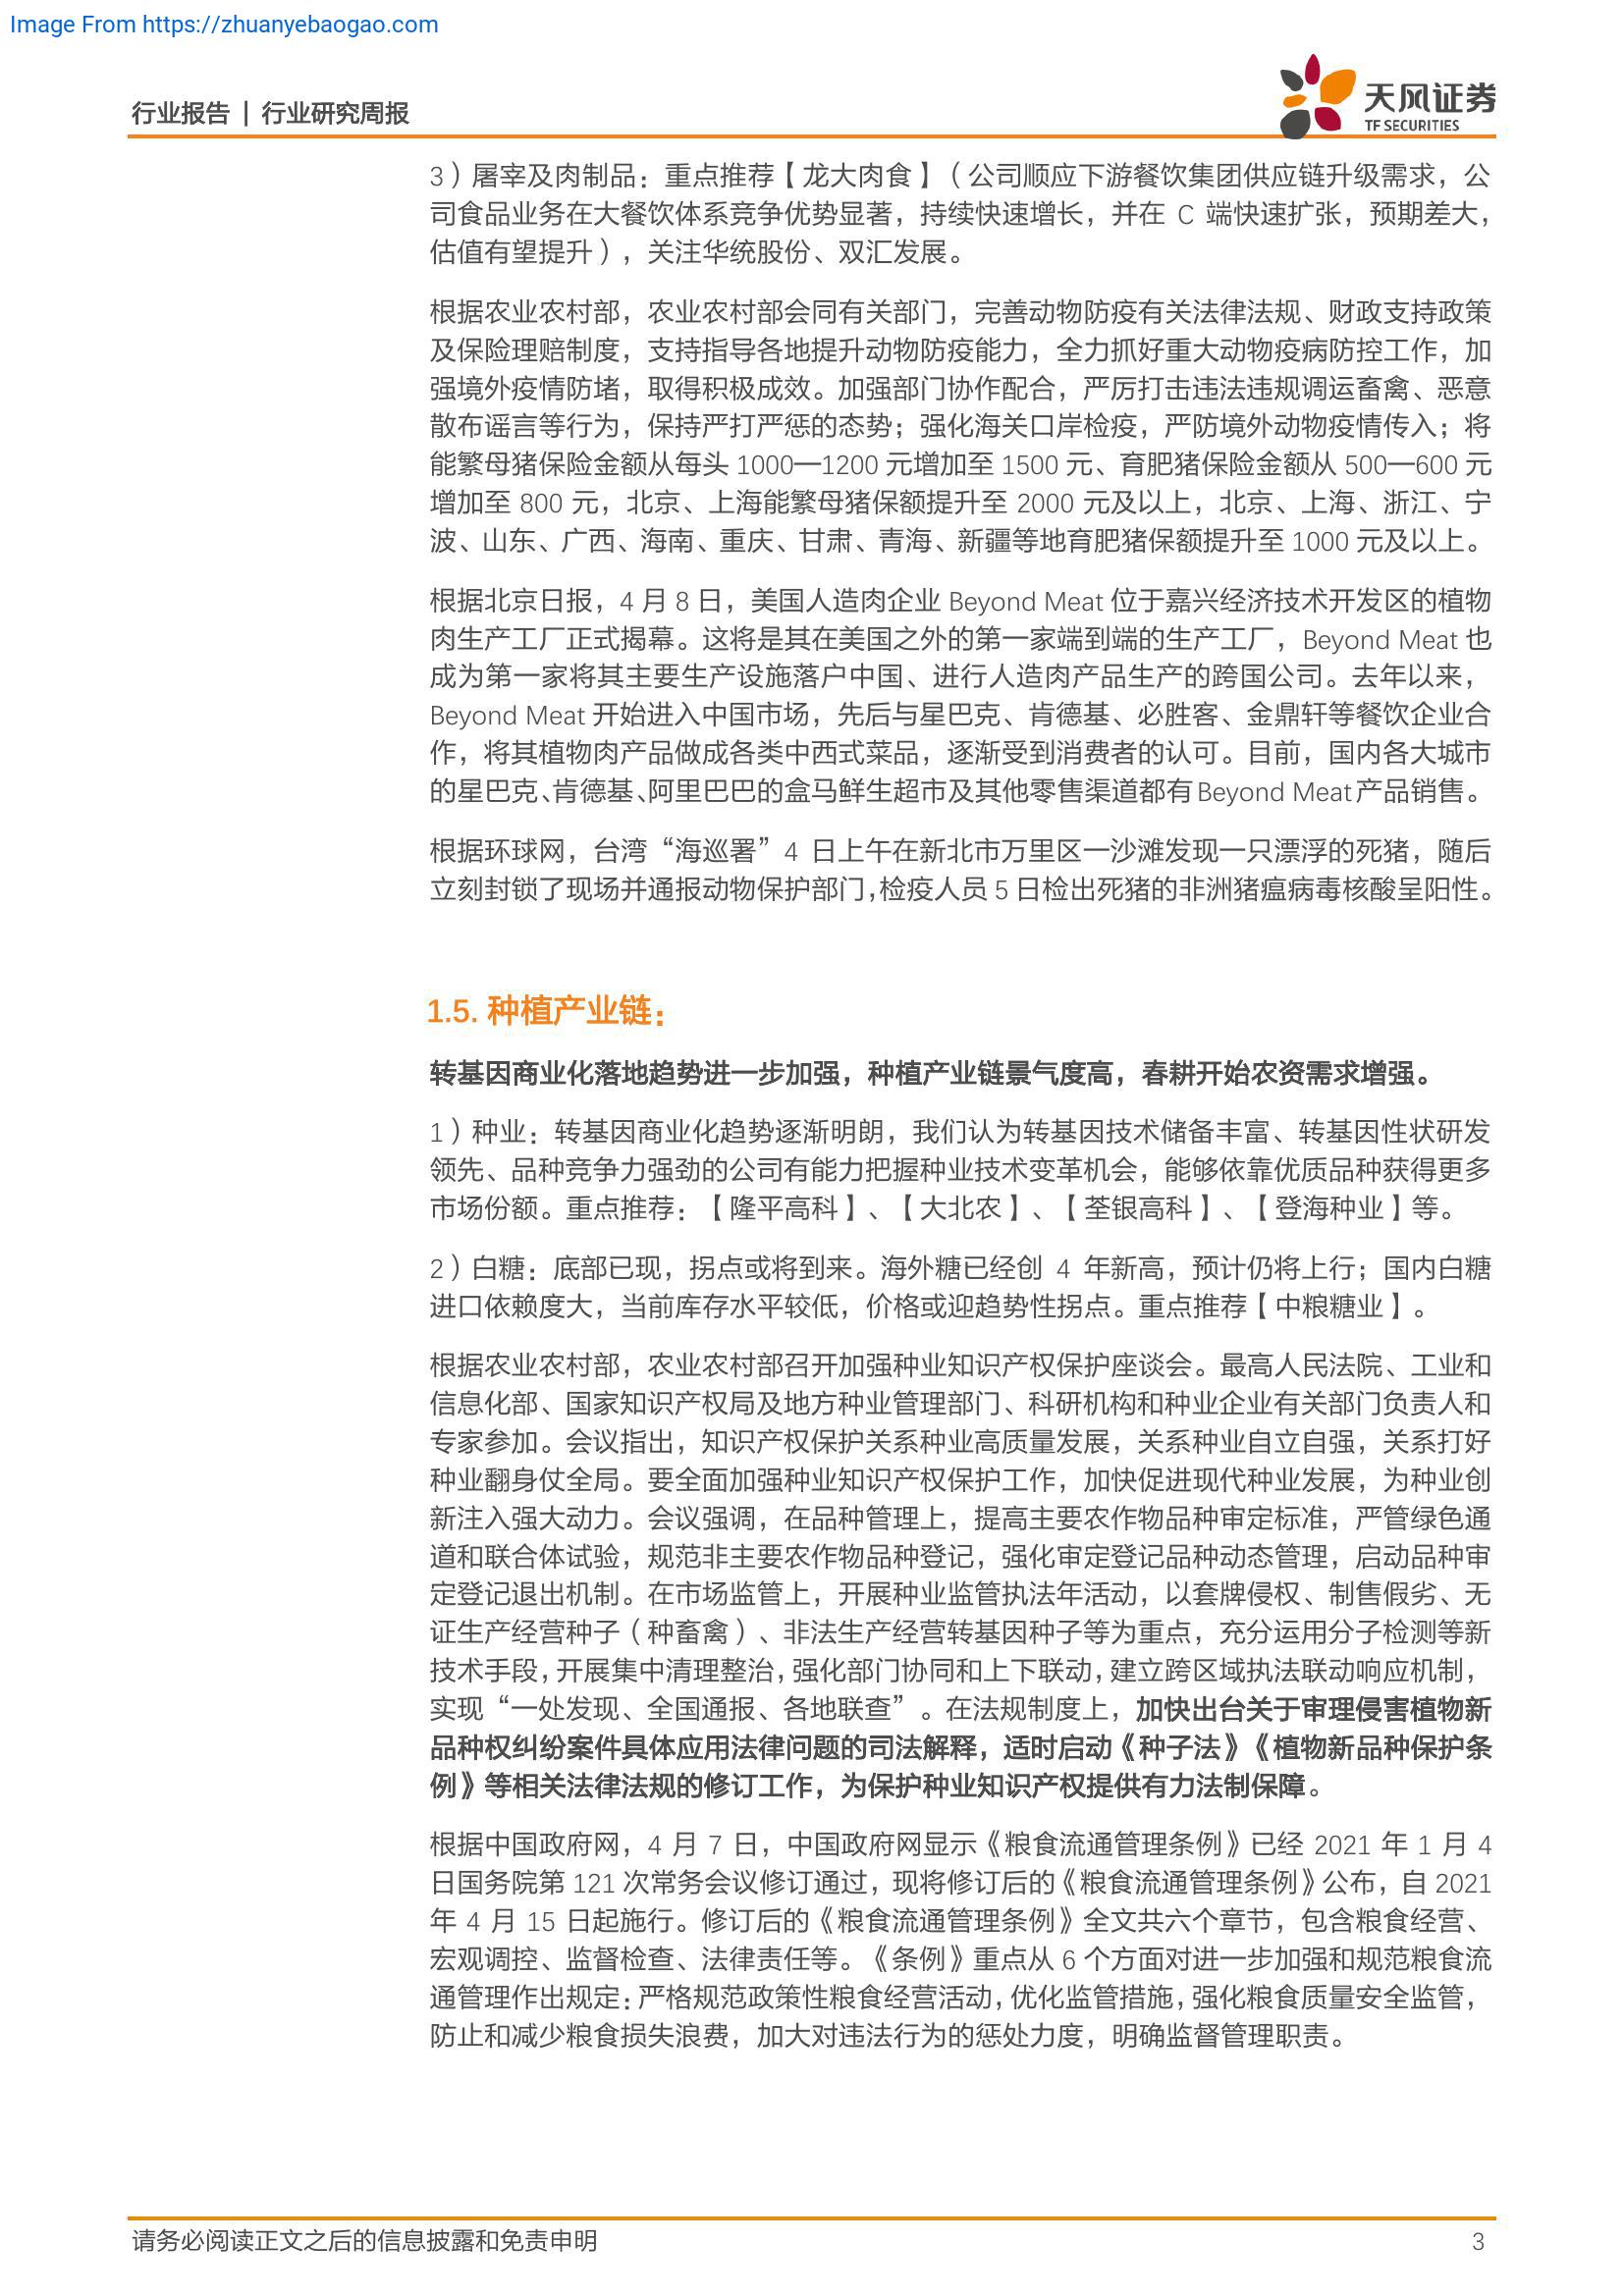 Image From https://zhuanyebaogao.com
行业报告 | 行业研究周报
天风证券
TF SECURITIES
3）屠宰及肉制品：重点推荐【龙大肉食】（公司顺应下游餐饮集团供应链升级需求，公
司食品业务在大餐饮体系竞争优势显著，持续快速增长，并在 C 端快速扩张，预期差大，
估值有望提升），关注华统股份、双汇发展。
根据农业农村部，农业农村部会同有关部门，完善动物防疫有关法律法规、财政支持政策
及保险理赔制度，支持指导各地提升动物防疫能力，全力抓好重大动物疫病防控工作，加
强境外疫情防堵，取得积极成效。加强部门协作配合，严厉打击违法违规调运畜禽、恶意
散布谣言等行为，保持严打严惩的态势；强化海关口岸检疫，严防境外动物疫情传入；将
能繁母猪保险金额从每头 1000—1200 元增加至 1500 元、育肥猪保险金额从 500—600 元
增加至 800 元，北京、上海能繁母猪保额提升至 2000 元及以上，北京、上海、浙江、宁
波、山东、广西、海南、重庆、甘肃、青海、新疆等地育肥猪保额提升至 1000 元及以上。
根据北京日报，4 月 8 日，美国人造肉企业 Beyond Meat 位于嘉兴经济技术开发区的植物
肉生产工厂正式揭幕。这将是其在美国之外的第一家端到端的生产工厂，Beyond Meat 也
成为第一家将其主要生产设施落户中国、进行人造肉产品生产的跨国公司。去年以来，
Beyond Meat 开始进入中国市场，先后与星巴克、肯德基、必胜客、金鼎轩等餐饮企业合
作，将其植物肉产品做成各类中西式菜品，逐渐受到消费者的认可。目前，国内各大城市
的星巴克、肯德基、阿里巴巴的盒马鲜生超市及其他零售渠道都有 Beyond Meat 产品销售。
根据环球网，台湾“海巡署”4 日上午在新北市万里区一沙滩发现一只漂浮的死猪，随后
立刻封锁了现场并通报动物保护部门，检疫人员 5 日检出死猪的非洲猪瘟病毒核酸呈阳性。
1.5. 种植产业链：
转基因商业化落地趋势进一步加强，种植产业链景气度高，春耕开始农资需求增强。
1）种业：转基因商业化趋势逐渐明朗，我们认为转基因技术储备丰富、转基因性状研发
领先、品种竞争力强劲的公司有能力把握种业技术变革机会，能够依靠优质品种获得更多
市场份额。重点推荐：【隆平高科】、【大北农】、【荃银高科】、【登海种业】等。
2）白糖：底部已现，拐点或将到来。海外糖已经创 4 年新高，预计仍将上行；国内白糖
进口依赖度大，当前库存水平较低，价格或迎趋势性拐点。重点推荐【中粮糖业】。
根据农业农村部，农业农村部召开加强种业知识产权保护座谈会。最高人民法院、工业和
信息化部、国家知识产权局及地方种业管理部门、科研机构和种业企业有关部门负责人和
专家参加。会议指出，知识产权保护关系种业高质量发展，关系种业自立自强，关系打好
种业翻身仗全局。要全面加强种业知识产权保护工作，加快促进现代种业发展，为种业创
新注入强大动力。会议强调，在品种管理上，提高主要农作物品种审定标准，严管绿色通
道和联合体试验，规范非主要农作物品种登记，强化审定登记品种动态管理，启动品种审
定登记退出机制。在市场监管上，开展种业监管执法年活动，以套牌侵权、制售假劣、无
证生产经营种子（种畜禽）、非法生产经营转基因种子等为重点，充分运用分子检测等新
技术手段，开展集中清理整治，强化部门协同和上下联动，建立跨区域执法联动响应机制，
实现“一处发现、全国通报、各地联查”。在法规制度上，加快出台关于审理侵害植物新
品种权纠纷案件具体应用法律问题的司法解释，适时启动《种子法》《植物新品种保护条
例》等相关法律法规的修订工作，为保护种业知识产权提供有力法制保障。
根据中国政府网，4 月 7 日，中国政府网显示《粮食流通管理条例》已经 2021 年 1 月 4
日国务院第 121 次常务会议修订通过，现将修订后的《粮食流通管理条例》公布，自 2021
年 4 月 15 日起施行。修订后的《粮食流通管理条例》全文共六个章节，包含粮食经营、
宏观调控、监督检查、法律责任等。《条例》重点从 6 个方面对进一步加强和规范粮食流
通管理作出规定：严格规范政策性粮食经营活动，优化监管措施，强化粮食质量安全监管，
防止和减少粮食损失浪费，加大对违法行为的惩处力度，明确监督管理职责。
请务必阅读正文之后的信息披露和免责申明
3